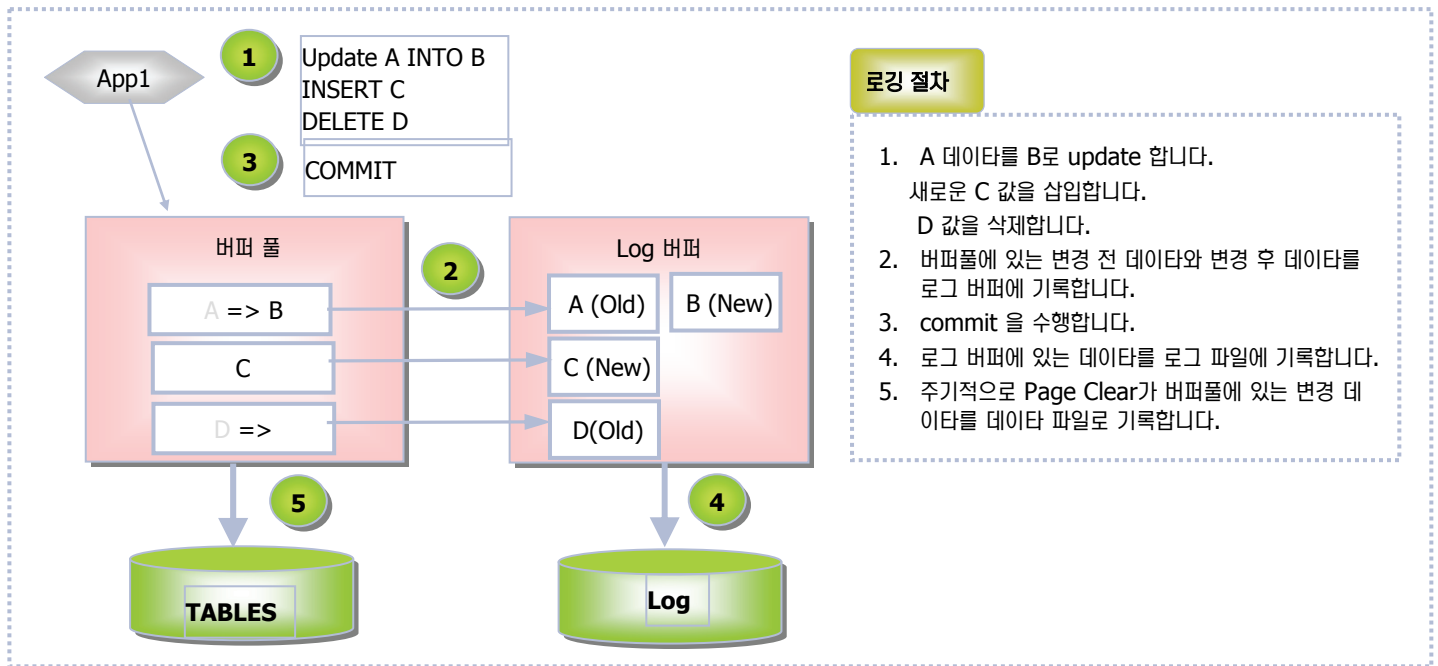 App1
1
Update A INTO B
INSERT C
DELETE D
3
COMMIT
버퍼 풀
A => B
C
D =>
2
Log 버퍼
A (Old)
B (New)
C (New)
D(Old)
5
4
TABLES
Log
로깅 절차
1. A 데이타를 B로 update 합니다.
새로운 C 값을 삽입합니다.
D 값을 삭제합니다.
2. 버퍼풀에 있는 변경 전 데이타와 변경 후 데이타를
로그 버퍼에 기록합니다.
3. commit 을 수행합니다.
4. 로그 버퍼에 있는 데이타를 로그 파일에 기록합니다.
5. 주기적으로 Page Clear가 버퍼풀에 있는 변경 데
이타를 데이타 파일로 기록합니다.